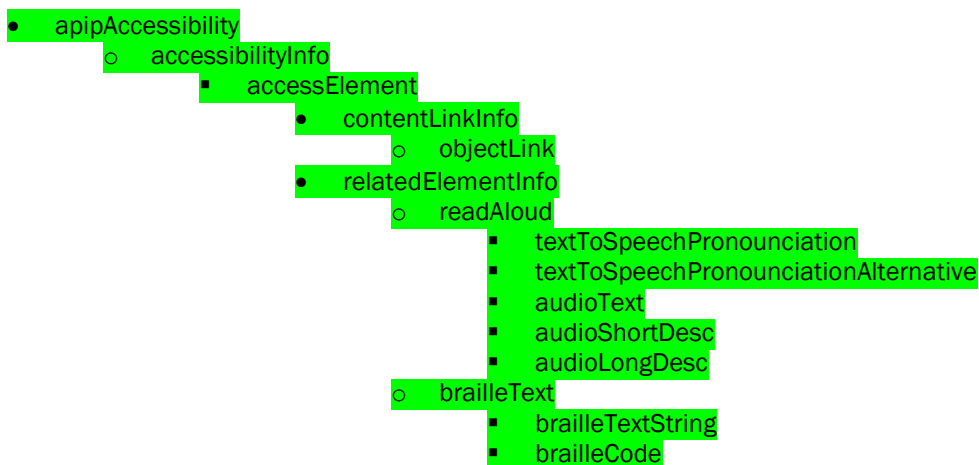 • apipAccessibility
○ accessibilityInfo
▪ accessElement
• contentLinkInfo
○ objectLink
• relatedElementInfo
○ readAloud
▪ textToSpeechPronounciation
▪ textToSpeechPronounciationAlternative
▪ audioText
▪ audioShortDesc
▪ audioLongDesc
○ brailleText
▪ brailleTextString
▪ brailleCode